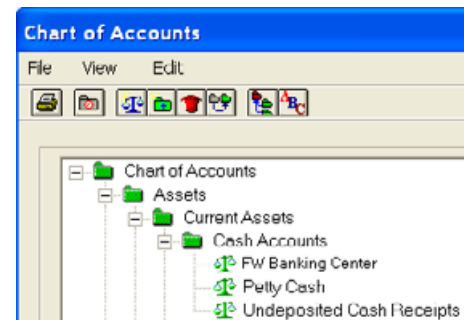 Chart of Accounts
File View Edit
ABC
Chart of Accounts
Assets
Current Assets
Cash Accounts
FW Banking Center
Petty Cash
Undeposited Cash Receipts